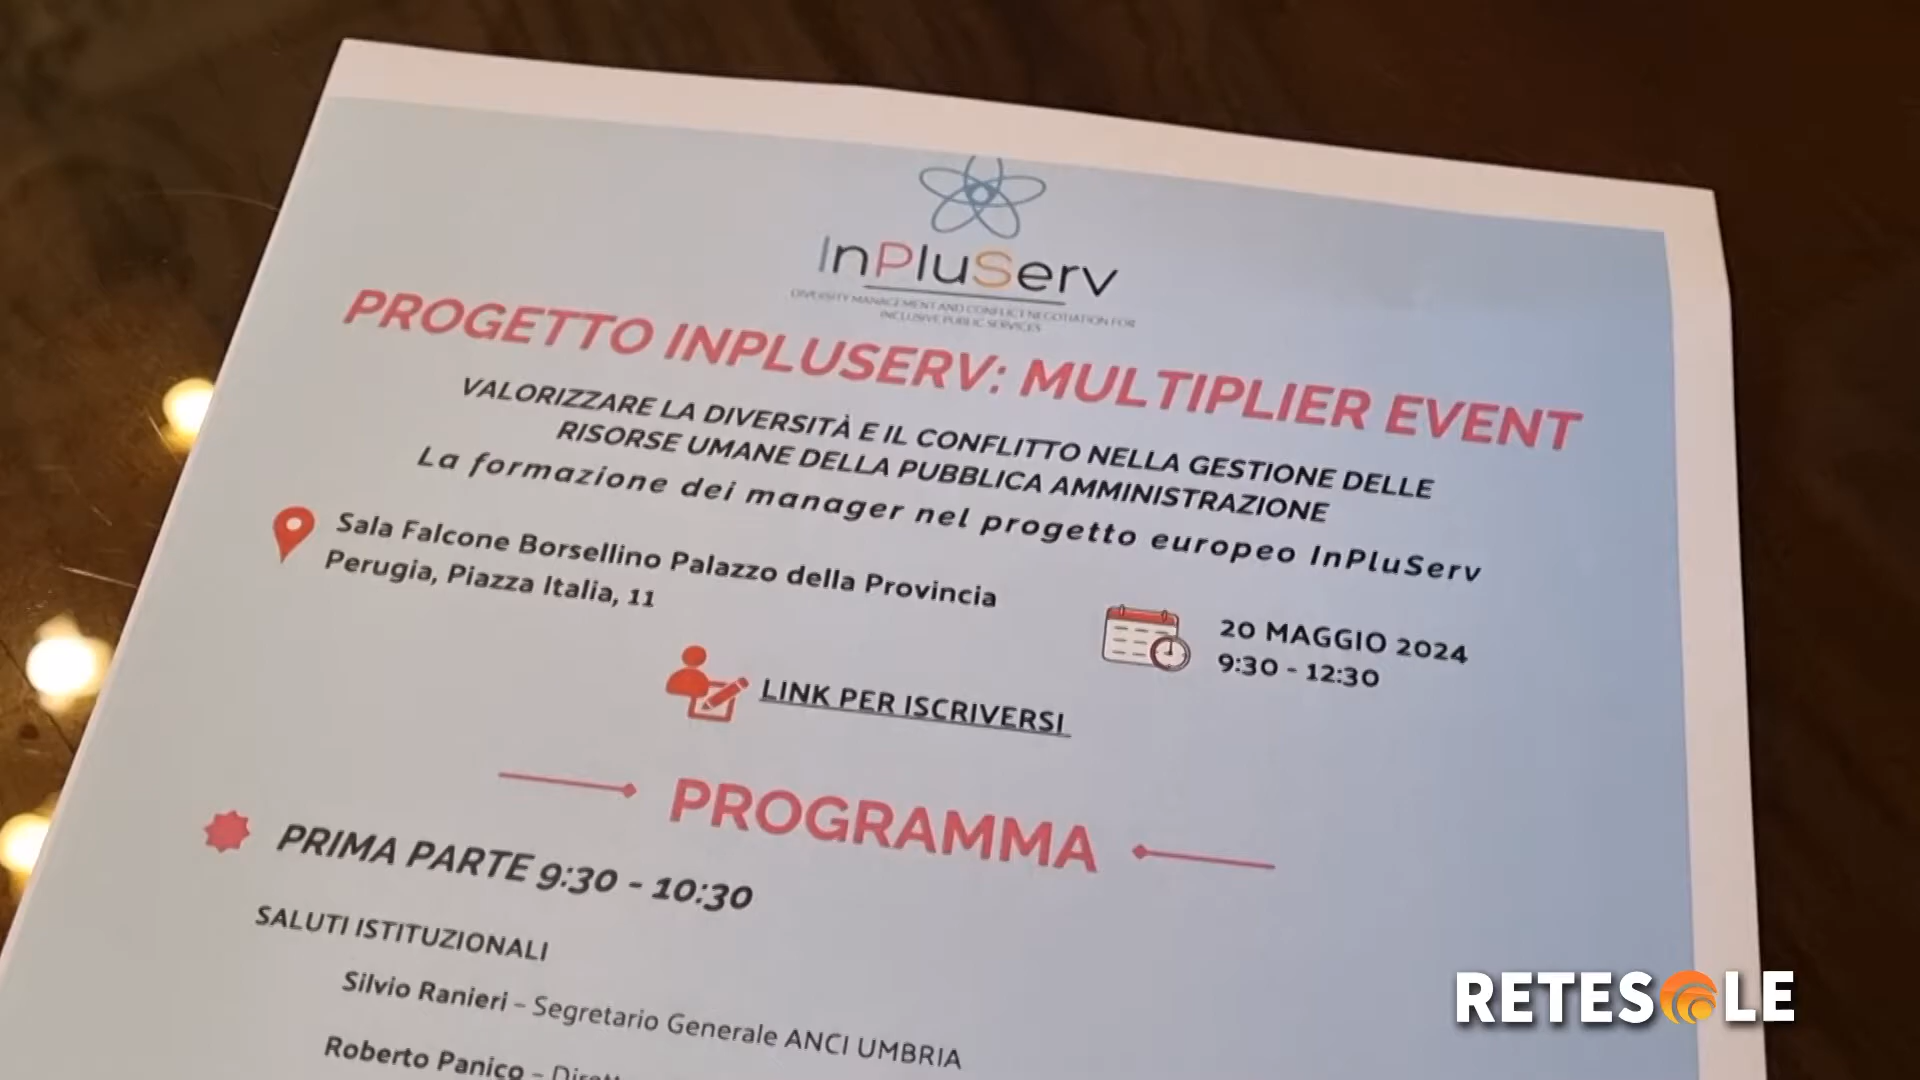 InPluServ
DIVERSITY MANAGEMENT AND CONFLICT NEGOTIATION FOR
INCLUSIVE PUBLIC SERVICES
PROGETTO INPLUSERV: MULTIPLIER EVENT
VALORIZZARE LA DIVERSITÀ E IL CONFLITTO NELLA GESTIONE DELLE
RISORSE UMANE DELLA PUBBLICA AMMINISTRAZIONE
La formazione dei manager nel progetto europeo InPluServ
Sala Falcone Borsellino Palazzo della Provincia
Perugia, Piazza Italia, 11
20 MAGGIO 2024
9:30 - 12:30
LINK PER ISCRIVERSI
PROGRAMMA
PRIMA PARTE 9:30 - 10:30
SALUTI ISTITUZIONALI
Silvio Ranieri – Segretario Generale ANCI UMBRIA
Roberto Panico –
RETESOLE